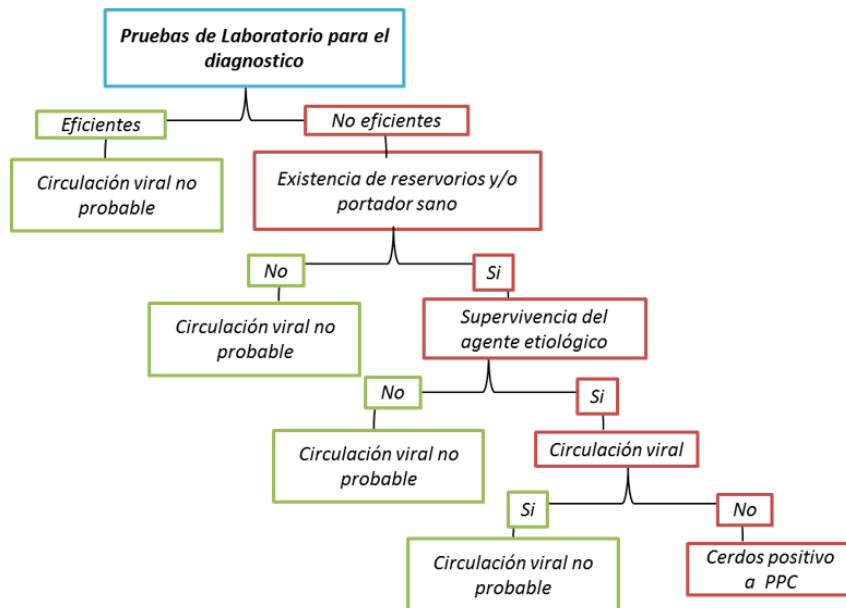 Pruebas de Laboratorio para el
diagnostico
Eficientes
No eficientes
Circulación viral no
probable
Existencia de reservorios y/o
portador sano
No
Si
Circulación viral no
probable
Supervivencia del
agente etiológico
No
Si
Circulación viral no
probable
Circulación viral
Si
No
Circulación viral no
probable
Cerdos positivo
a PPC